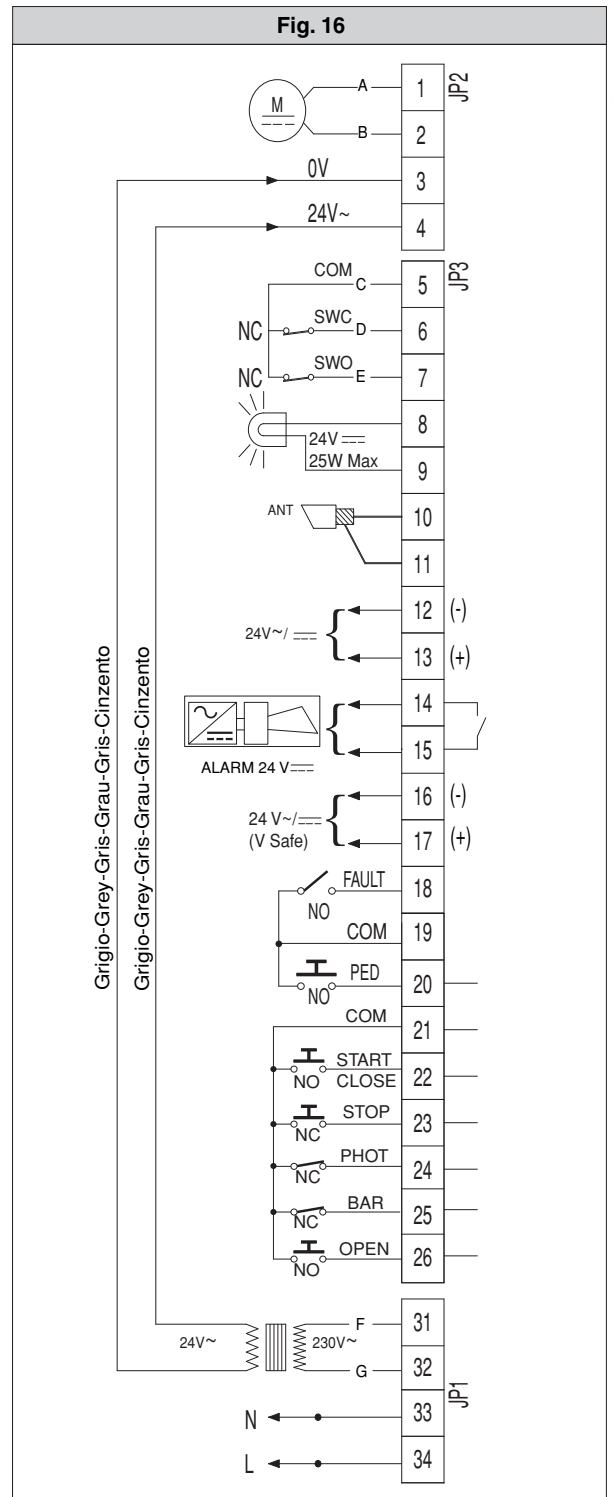 Fig. 16
M
A
1
JP2
B
2
0V
3
24V~
4
COM
C
5
JP3
NC
SWC
D
6
NC
SWO
E
7
8
24V
25W Max
9
ANT
10
11
24V~/
12 (-)
13 (+)
14
15
ALARM 24 V
24 V~/
(V Safe)
16 (-)
17 (+)
FAULT
18
NO
COM
19
PED
20
NO
COM
21
START
CLOSE
22
NO
STOP
23
NC
PHOT
24
NC
BAR
25
NC
OPEN
26
NO
Grigio-Grey-Gris-Grau-Gris-Cinzento
Grigio-Grey-Gris-Grau-Gris-Cinzento
24V~
230V~
F
31
G
32
JP1
N
33
L
34